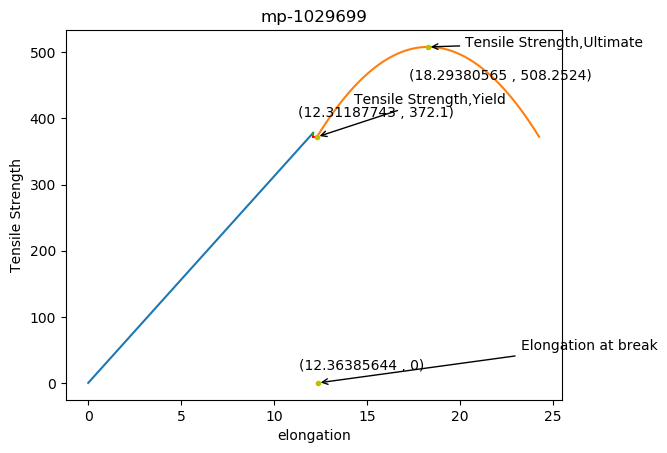 mp-1029699
Tensile Strength,Ultimate
(18.29380565 , 508.2524)
Tensile Strength,Yield
(12.31187743 , 372.1)
Elongation at break
(12.36385644 , 0)
500
400
300
200
100
0
Tensile Strength
0 5 10 15 20 25
elongation